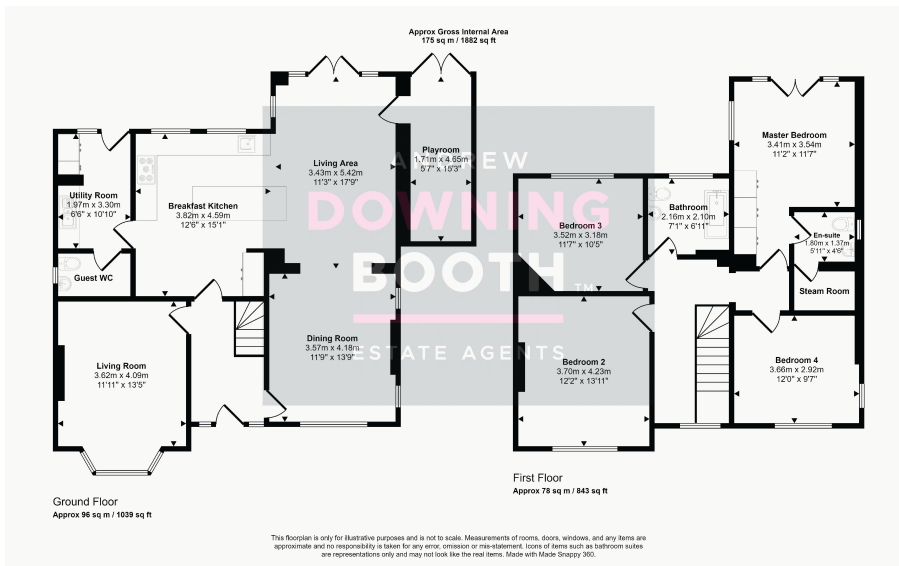 Approx Gross Internal Area
175 sq m / 1882 sq ft
Living Area
3.43m x 5.42m
11'3" x 17'9"
Playroom
1.71m x 4.65m
5'7" x 15'3"
Utility Room
1.97m x 3.30m
6'6" x 10'10"
Breakfast Kitchen
3.82m x 4.59m
12'6" x 15'1"
Guest WC
Living Room
3.62m x 4.09m
11'11" x 13'5"
Dining Room
3.57m x 4.18m
11'9" x 13'9"
Ground Floor
Approx 96 sq m / 1039 sq ft
Master Bedroom
3.41m x 3.54m
11'2" x 11'7"
Bedroom 3
3.52m x 3.18m
11'7" x 10'5"
Bathroom
2.16m x 2.10m
7'1" x 6'11"
En-suite
1.80m x 1.37m
5'11" x 4'6"
Steam Room
Bedroom 2
3.70m x 4.23m
12'2" x 13'11"
Bedroom 4
3.66m x 2.92m
12'0" x 9'7"
First Floor
Approx 78 sq m / 843 sq ft
ANDREW
DOWNING
BOOTH TM
ESTATE AGENTS
This floorplan is only for illustrative purposes and is not to scale. Measurements of rooms, doors, windows, and any items are
approximate and no responsibility is taken for any error, omission or mis-statement. Icons of items such as bathroom suites
are representations only and may not look like the real items. Made with Made Snappy 360.